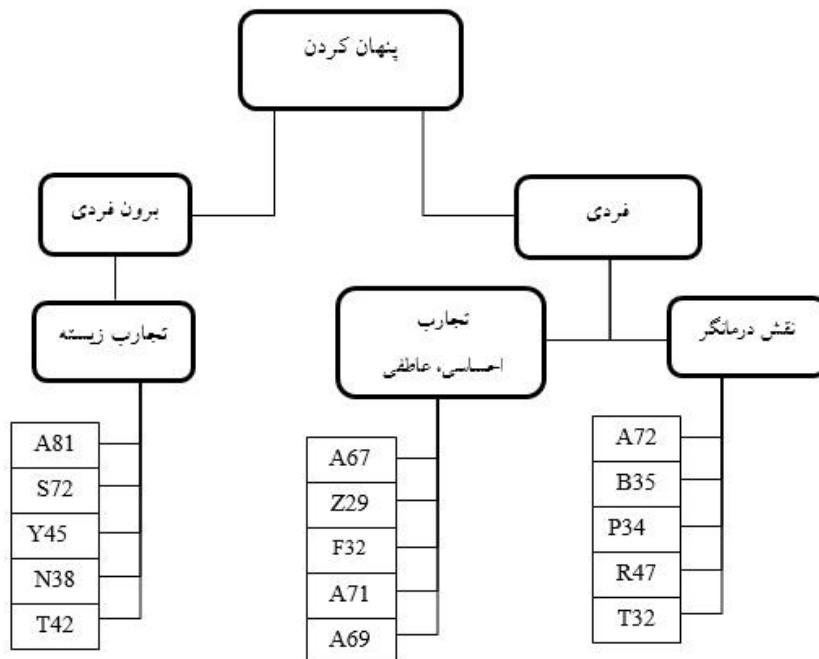 پنهان کردن
فردی
برون فردی
نقش درمانگر
تجارب
احساسی، عاطفی
تجارب زیسته
A72
B35
P34
R47
T32
A67
Z29
F32
A71
A69
A81
S72
Y45
N38
T42